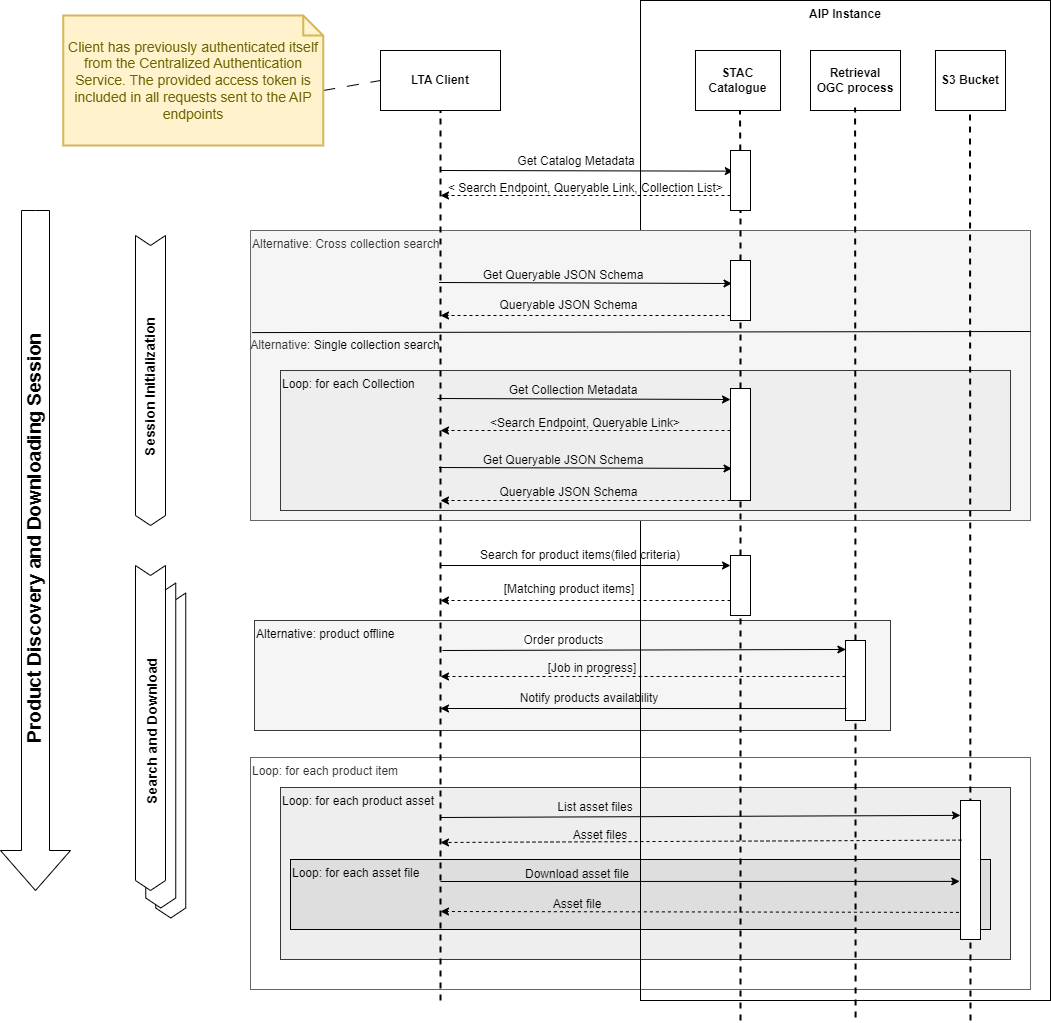 AIP Instance
Client has previously authenticated itself
from the Centralized Authentication
Service. The provided access token is
included in all requests sent to the AIP
endpoints
LTA Client
STAC
Catalogue
Retrieval
OGC process
S3 Bucket
Get Catalog Metadata
< Search Endpoint, Queryable Link, Collection List>
Product Discovery and Downloading Session
Session Initialization
Alternative: Cross collection search
Get Queryable JSON Schema
Queryable JSON Schema
Alternative: Single collection search
Loop: for each Collection
Get Collection Metadata
<Search Endpoint, Queryable Link>
Get Queryable JSON Schema
Queryable JSON Schema
Search and Download
Search for product items(filed criteria)
[Matching product items]
Alternative: product offline
Order products
[Job in progress]
Notify products availability
Loop: for each product item
Loop: for each product asset
List asset files
Asset files
Loop: for each asset file
Download asset file
Asset file